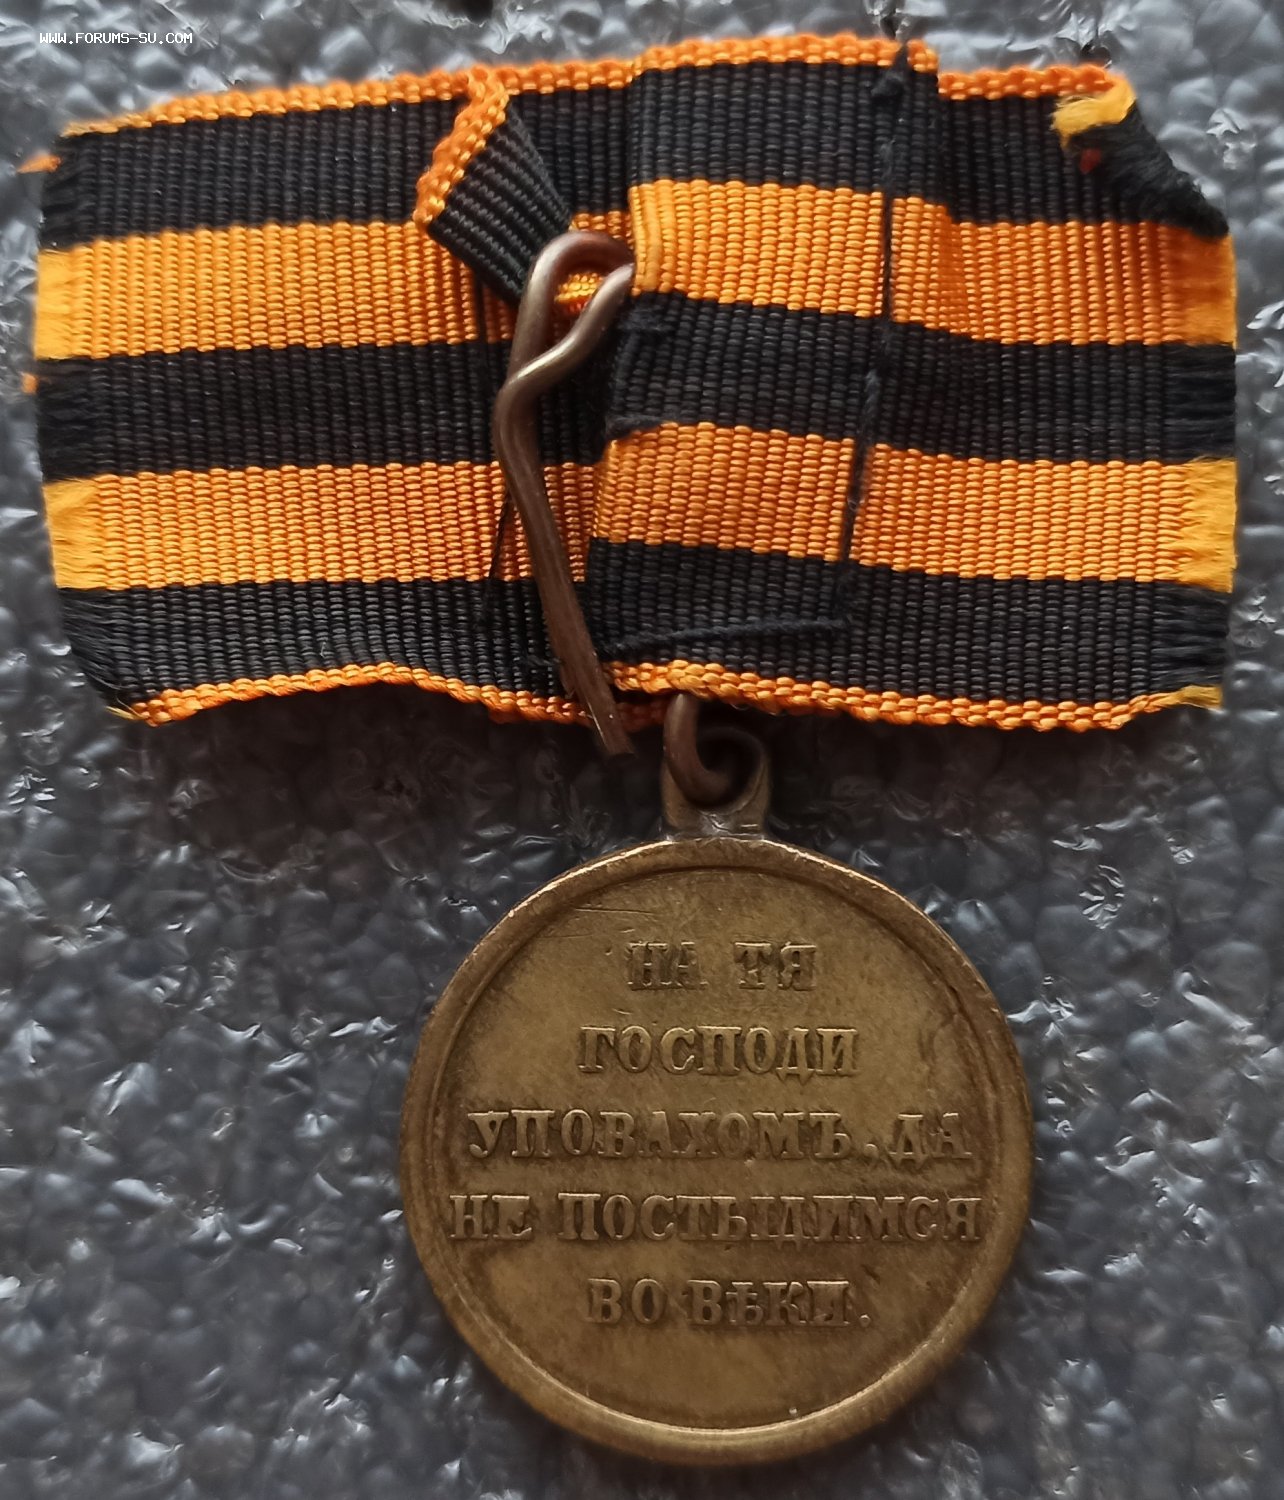 WWW.FORUMS-SU.COM
НА ТЯ
ГОСПОДИ
УПОВАХОМЪ. ДА
НЕ ПОСТЫДИМСЯ
ВО ВѢКИ.